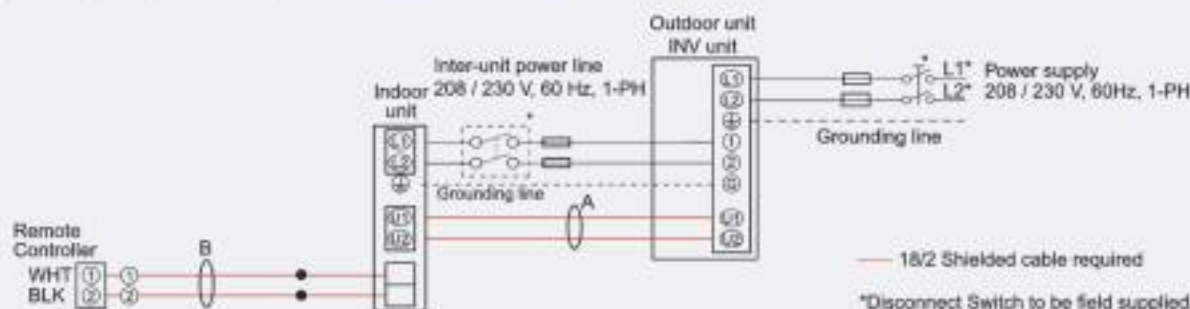 Outdoor unit
INV unit
Inter-unit power line
208 / 230 V, 60 Hz, 1-PH
Indoor
unit
L1* Power supply
L2* 208 / 230 V, 60Hz, 1-PH
Grounding line
L1
L2
1
2
G
U1
U2
L1
L2
Grounding line
U1
U2
A
*
*
Remote
Controller
B
WHT 1 1
BLK 2 2
18/2 Shielded cable required
*Disconnect Switch to be field supplied